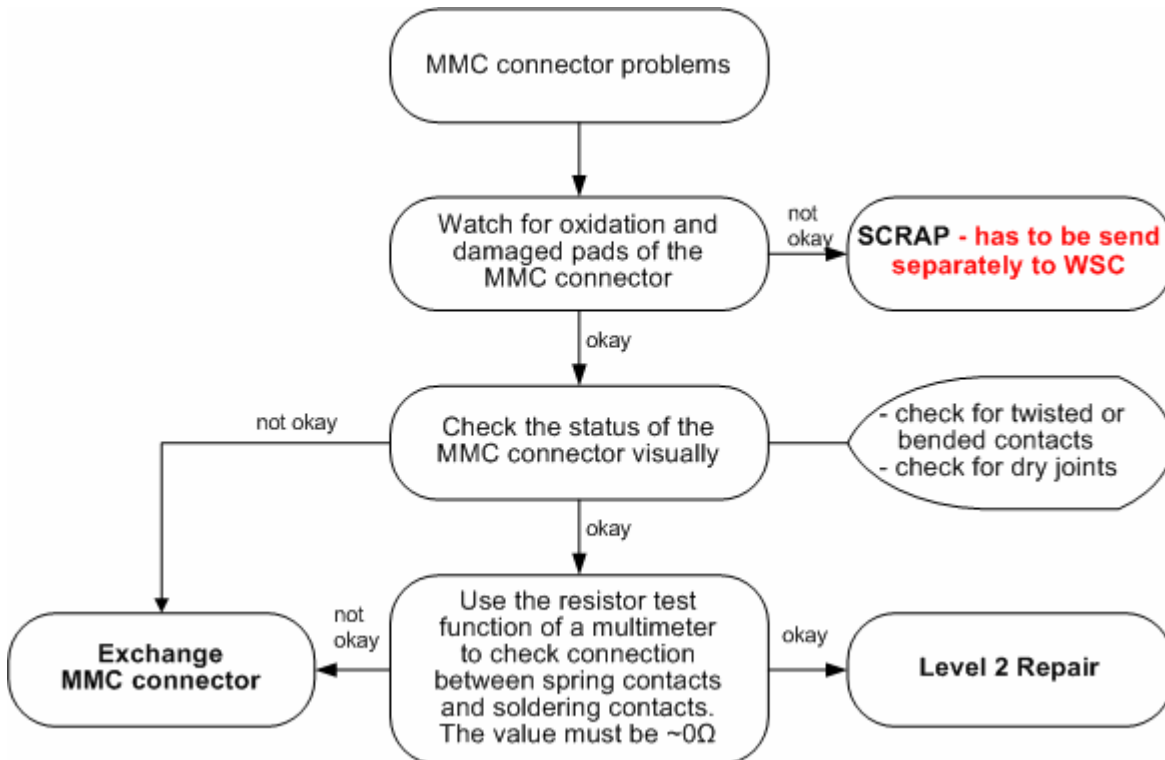 MMC connector problems
Watch for oxidation and
damaged pads of the
MMC connector
not
okay
SCRAP - has to be send
separately to WSC
okay
Check the status of the
MMC connector visually
not okay
- check for twisted or
bended contacts
- check for dry joints
okay
Use the resistor test
function of a multimeter
to check connection
between spring contacts
and soldering contacts.
The value must be ~0Ω
not
okay
Exchange
MMC connector
okay
Level 2 Repair